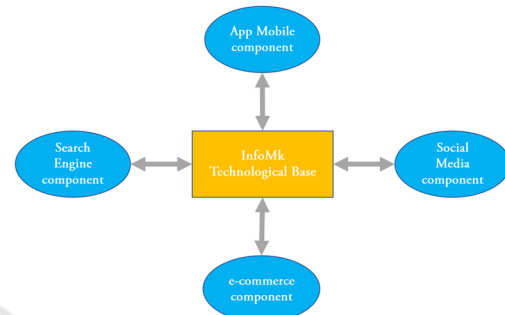 App Mobile
component
Search
Engine
component
InfoMk
Technological Base
Social
Media
component
e-commerce
component